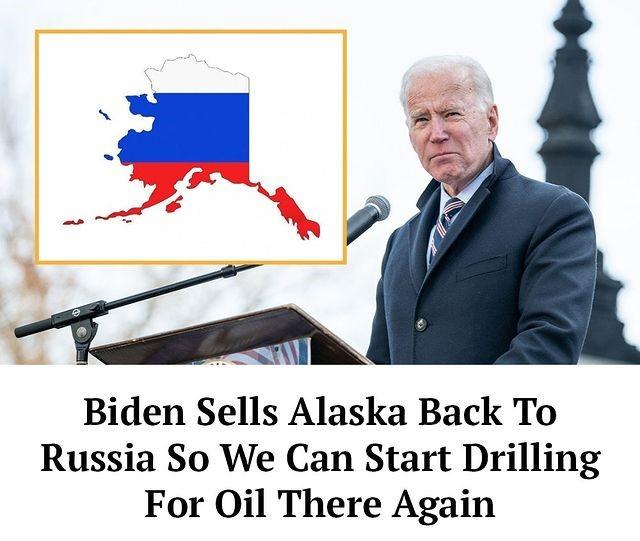 Biden Sells Alaska Back To
Russia So We Can Start Drilling
For Oil There Again